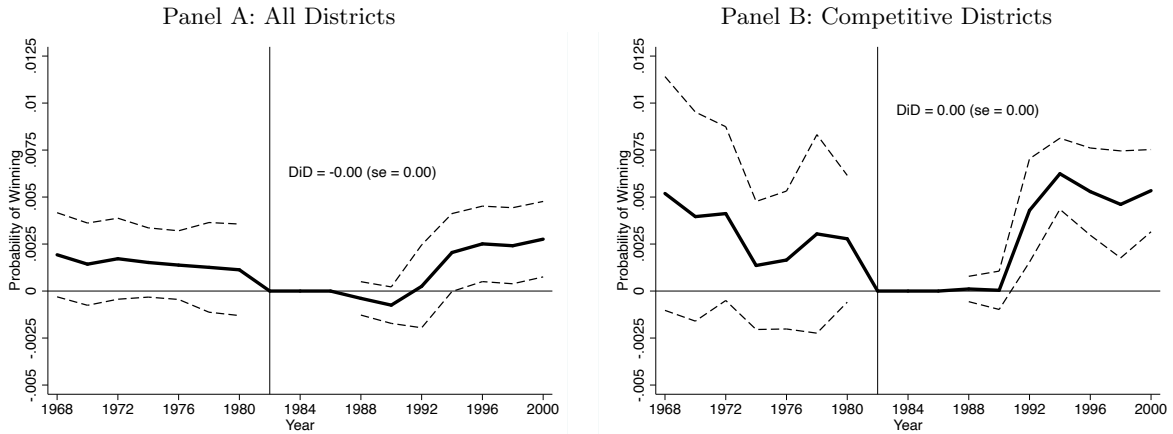 Panel A: All Districts
Probability of Winning
.0125
.01
.0075
.005
.0025
0
-.0025
-.005
DiD = -0.00 (se = 0.00)
1968 1972 1976 1980 1984 1988 1992 1996 2000
Year
Panel B: Competitive Districts
Probability of Winning
.0125
.01
.0075
.005
.0025
0
-.0025
-.005
DiD = 0.00 (se = 0.00)
1968 1972 1976 1980 1984 1988 1992 1996 2000
Year